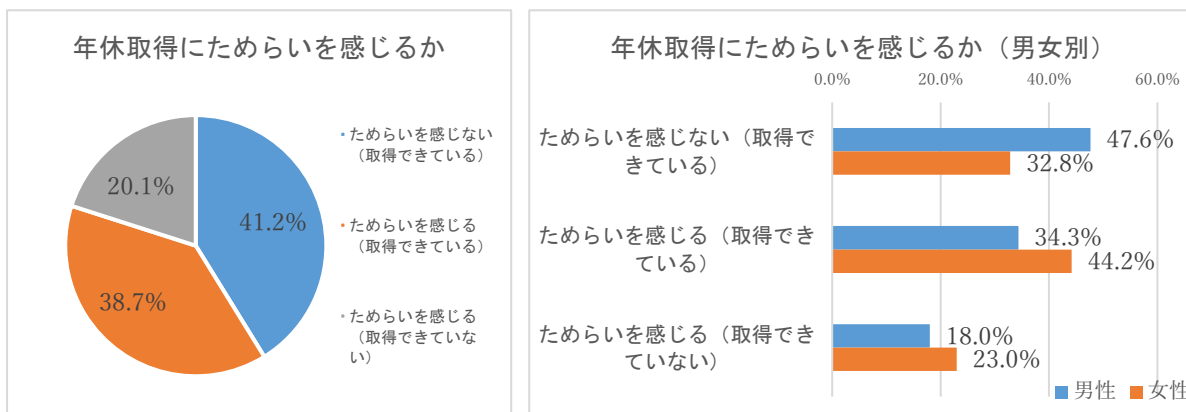 年休取得にためらいを感じるか
41.2%
38.7%
20.1%
ためらいを感じない
（取得できている）
ためらいを感じる
（取得できている）
ためらいを感じる
（取得できていな
い）
年休取得にためらいを感じるか（男女別）
0.0% 20.0% 40.0% 60.0%
ためらいを感じない（取得で
きている）
47.6%
32.8%
ためらいを感じる（取得でき
ている）
34.3%
44.2%
ためらいを感じる（取得でき
ていない）
18.0%
23.0%
男性 女性